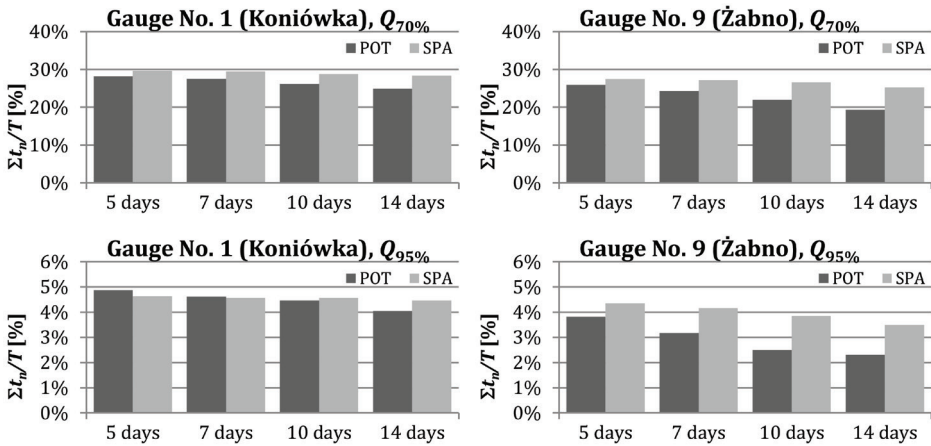 Gauge No. 1 (Koniówka), Q70%
40%
30%
20%
10%
0%
Σtn/T [%]
POT SPA
5 days 7 days 10 days 14 days
Gauge No. 9 (Żabno), Q70%
40%
30%
20%
10%
0%
Σtn/T [%]
POT SPA
5 days 7 days 10 days 14 days
Gauge No. 1 (Koniówka), Q95%
6%
5%
4%
3%
2%
1%
0%
Σtn/T [%]
POT SPA
5 days 7 days 10 days 14 days
Gauge No. 9 (Żabno), Q95%
6%
5%
4%
3%
2%
1%
0%
Σtn/T [%]
POT SPA
5 days 7 days 10 days 14 days